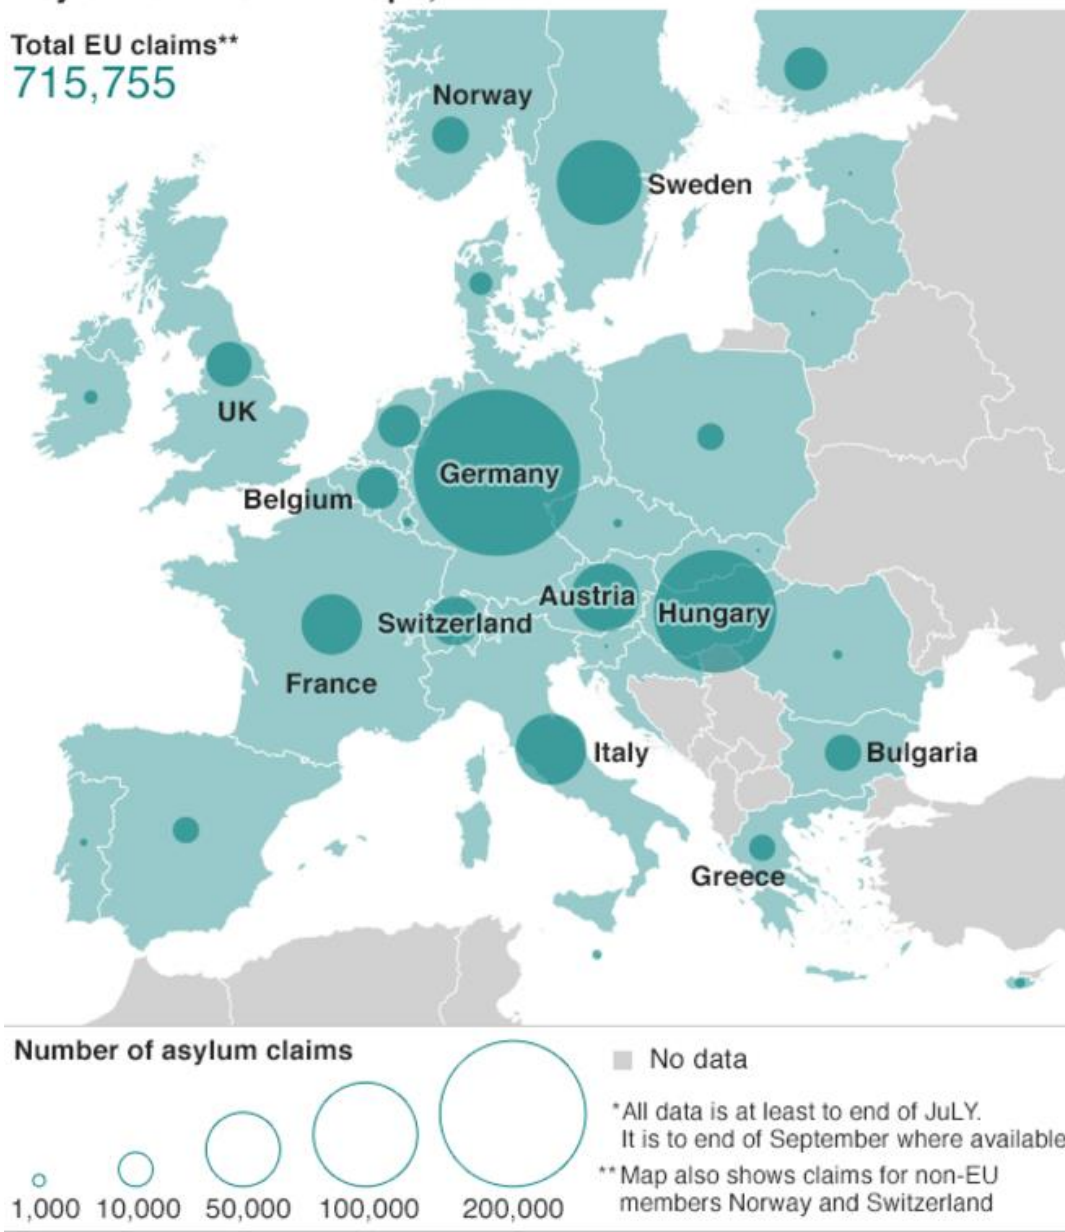 Total EU claims**
715,755
Norway
Sweden
UK
Belgium
Germany
Austria
Hungary
Switzerland
France
Italy
Bulgaria
Greece
Number of asylum claims
1,000
10,000
50,000
100,000
200,000
No data
*All data is at least to end of JuLY.
It is to end of September where available
**Map also shows claims for non-EU
members Norway and Switzerland